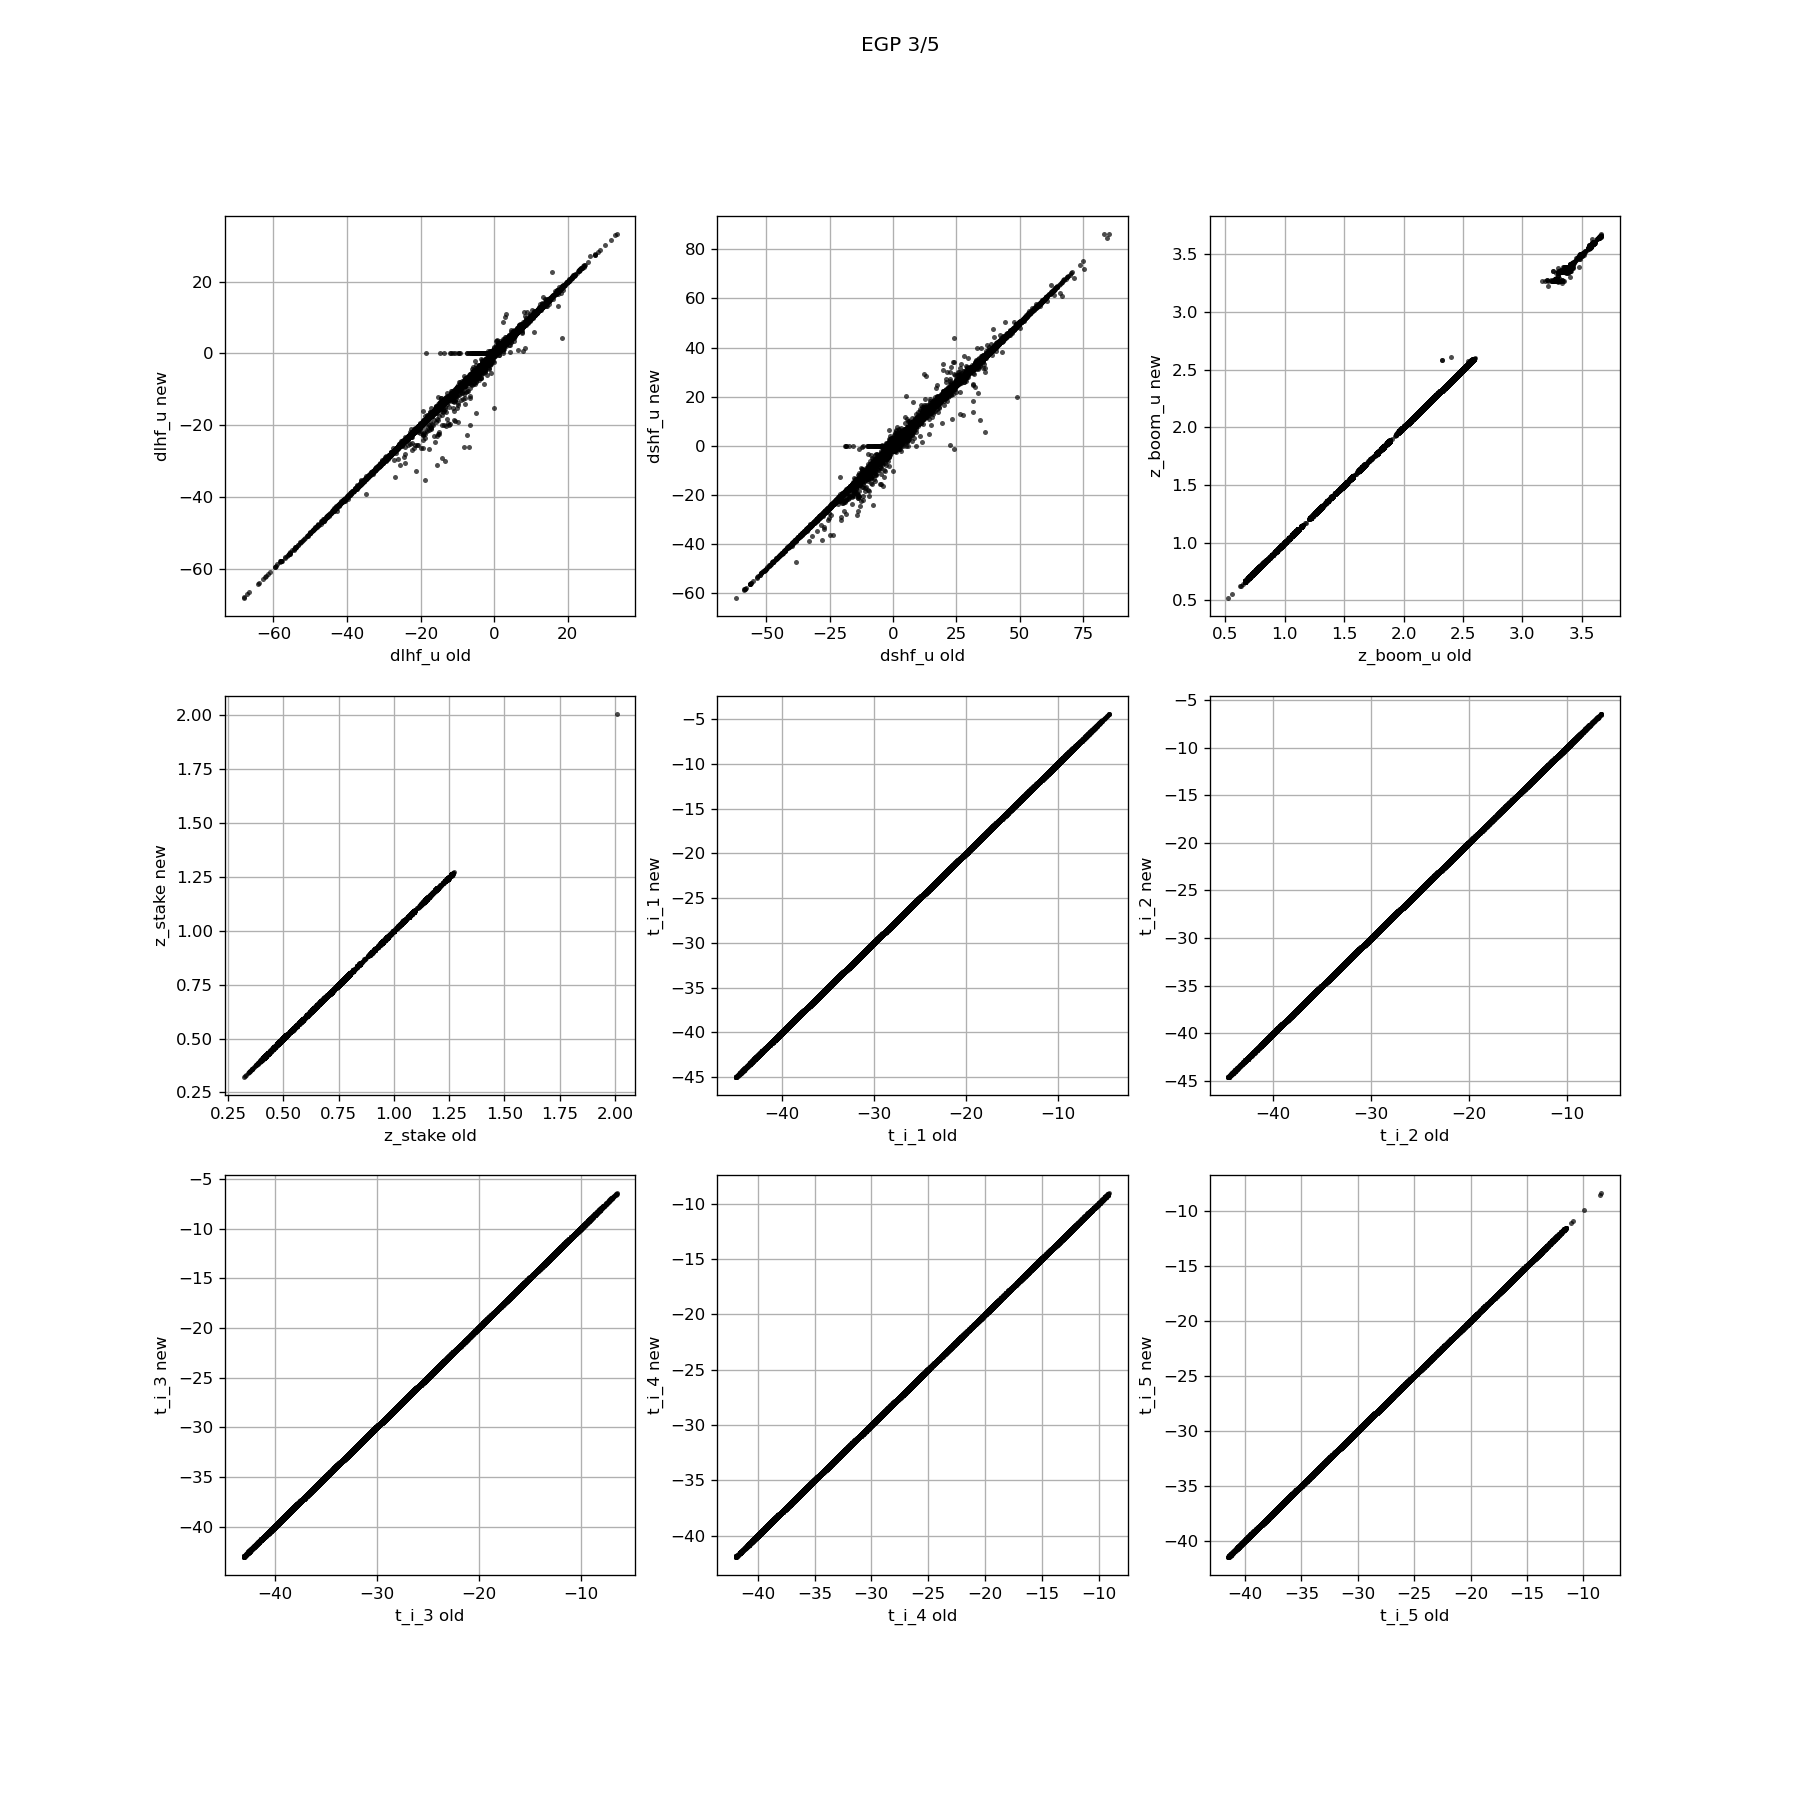 EGP 3/5
20
0
−20
−40
−60
dlhf_u new
−60 −40 −20 0 20
dlhf_u old
80
60
40
20
0
−20
−40
−60
dshf_u new
−50 −25 0 25 50 75
dshf_u old
3.5
3.0
2.5
2.0
1.5
1.0
0.5
z_boom_u new
0.5 1.0 1.5 2.0 2.5 3.0 3.5
z_boom_u old
2.00
1.75
1.50
1.25
1.00
0.75
0.50
0.25
z_stake new
0.25 0.50 0.75 1.00 1.25 1.50 1.75 2.00
z_stake old
−5
−10
−15
−20
−25
−30
−35
−40
−45
t_i_1 new
−40 −30 −20 −10
t_i_1 old
−5
−10
−15
−20
−25
−30
−35
−40
−45
t_i_2 new
−40 −30 −20 −10
t_i_2 old
−5
−10
−15
−20
−25
−30
−35
−40
t_i_3 new
−40 −30 −20 −10
t_i_3 old
−10
−15
−20
−25
−30
−35
−40
t_i_4 new
−40 −35 −30 −25 −20 −15 −10
t_i_4 old
−10
−15
−20
−25
−30
−35
−40
t_i_5 new
−40 −35 −30 −25 −20 −15 −10
t_i_5 old